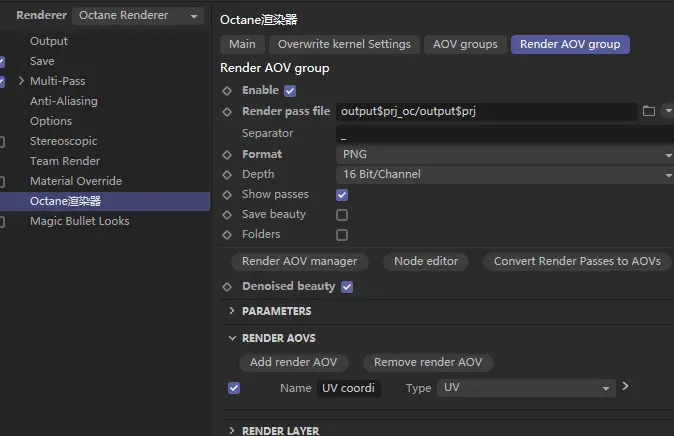 Renderer Octane Renderer
Output
Save
Multi-Pass
Anti-Aliasing
Options
Stereoscopic
Team Render
Material Override
Octane渲染器
Magic Bullet Looks
Octane渲染器
Main Overwrite kernel Settings AOV groups Render AOV group
Render AOV group
Enable
Render pass file output$prj_oc/output$prj
Separator _
Format PNG
Depth 16 Bit/Channel
Show passes
Save beauty
Folders
Render AOV manager Node editor Convert Render Passes to AOVs
Denoised beauty
PARAMETERS
RENDER AOVS
Add render AOV Remove render AOV
Name UV coordi Type UV
RENDER LAYER